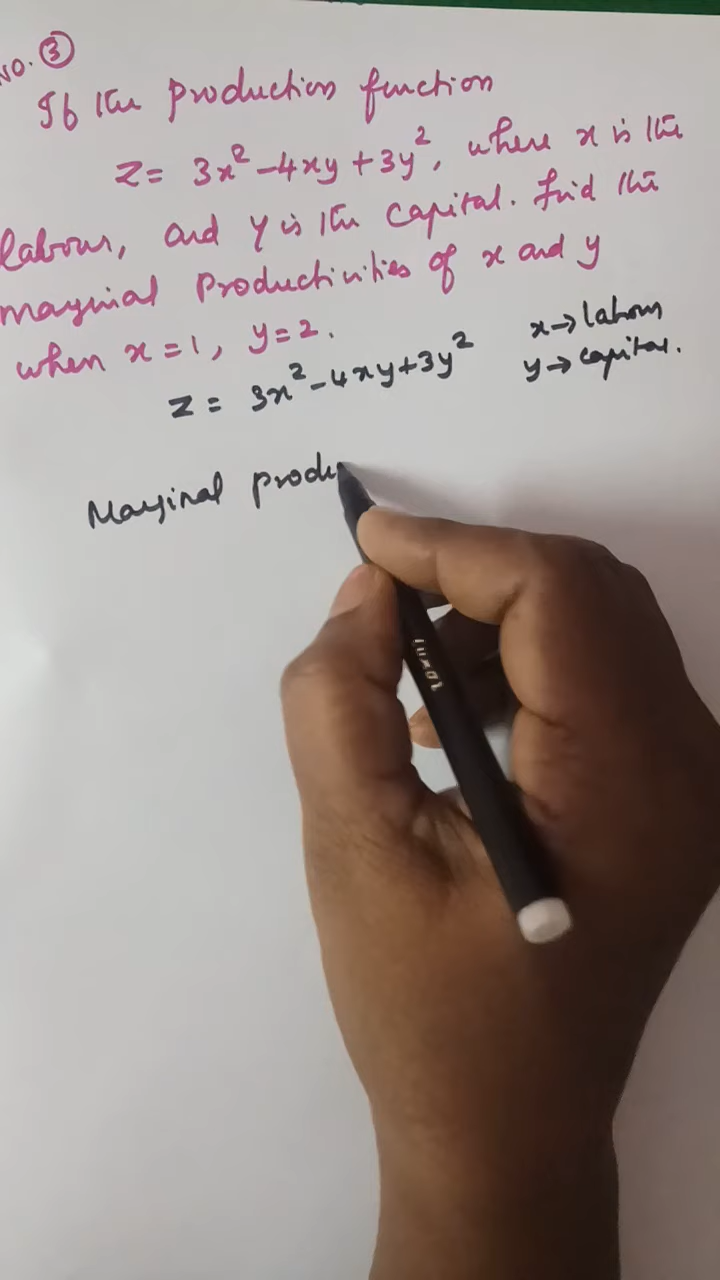 NO. ③
If the production function
Z = 3x² -4xy +3y², where x is the
labour, and y is the capital. find the
marginal Productivities of x and y
when x = 1, y = 2.
x → labour
y → capital.
Z = 3x² -4xy+3y²
Marginal produ
luxor